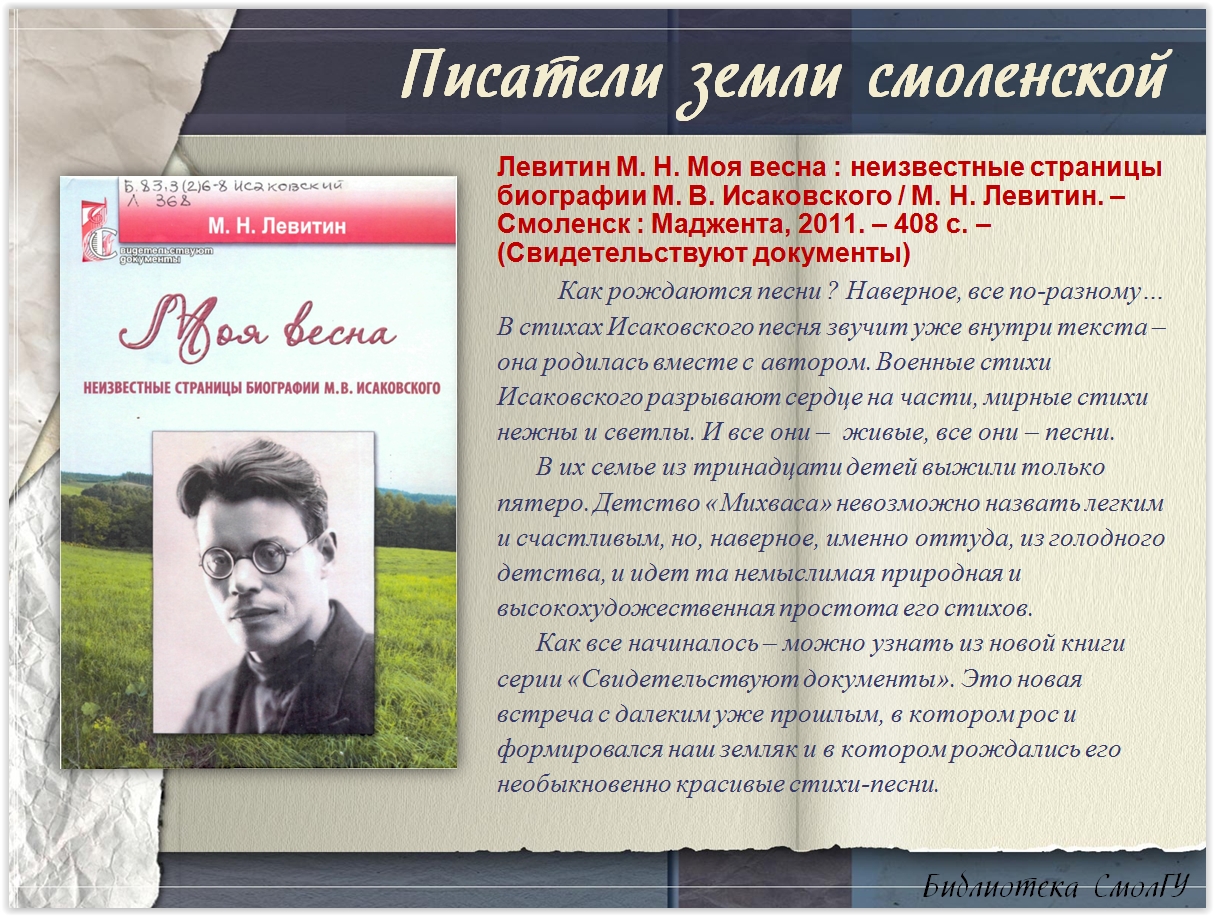 Писатели земли смоленской
Б.83,3(2)6-8 Исаковский
Л 368
М. Н. Левитин
Свидетельствуют
документы
Моя весна
НЕИЗВЕСТНЫЕ СТРАНИЦЫ БИОГРАФИИ М.В. ИСАКОВСКОГО
Левитин М. Н. Моя весна : неизвестные страницы
биографии М. В. Исаковского / М. Н. Левитин. –
Смоленск : Маджента, 2011. – 408 с. –
(Свидетельствуют документы)
Как рождаются песни ? Наверное, все по-разному…
В стихах Исаковского песня звучит уже внутри текста –
она родилась вместе с автором. Военные стихи
Исаковского разрывают сердце на части, мирные стихи
нежны и светлы. И все они – живые, все они – песни.
В их семье из тринадцати детей выжили только
пятеро. Детство «Михваса» невозможно назвать легким
и счастливым, но, наверное, именно оттуда, из голодного
детства, и идет та немыслимая природная и
высокохудожественная простота его стихов.
Как все начиналось – можно узнать из новой книги
серии «Свидетельствуют документы». Это новая
встреча с далеким уже прошлым, в котором рос и
формировался наш земляк и в котором рождались его
необыкновенно красивые стихи-песни.
Библиотека СмолГУ